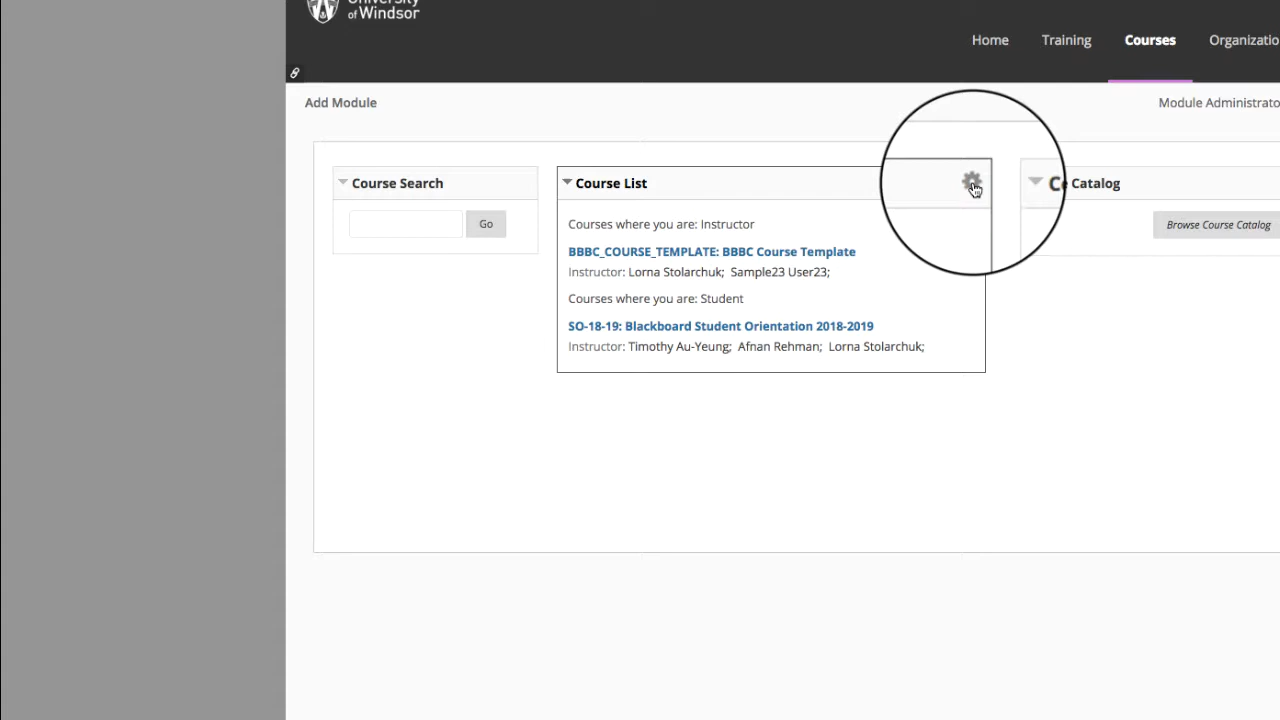 University
of Windsor
Home Training Courses Organizatio
Add Module Module Administrato
Course Search
Go
Course List
Courses where you are: Instructor
BBBC_COURSE_TEMPLATE: BBBC Course Template
Instructor: Lorna Stolarchuk; Sample23 User23;
Courses where you are: Student
SO-18-19: Blackboard Student Orientation 2018-2019
Instructor: Timothy Au-Yeung; Afnan Rehman; Lorna Stolarchuk;
Co Catalog
Browse Course Catalog